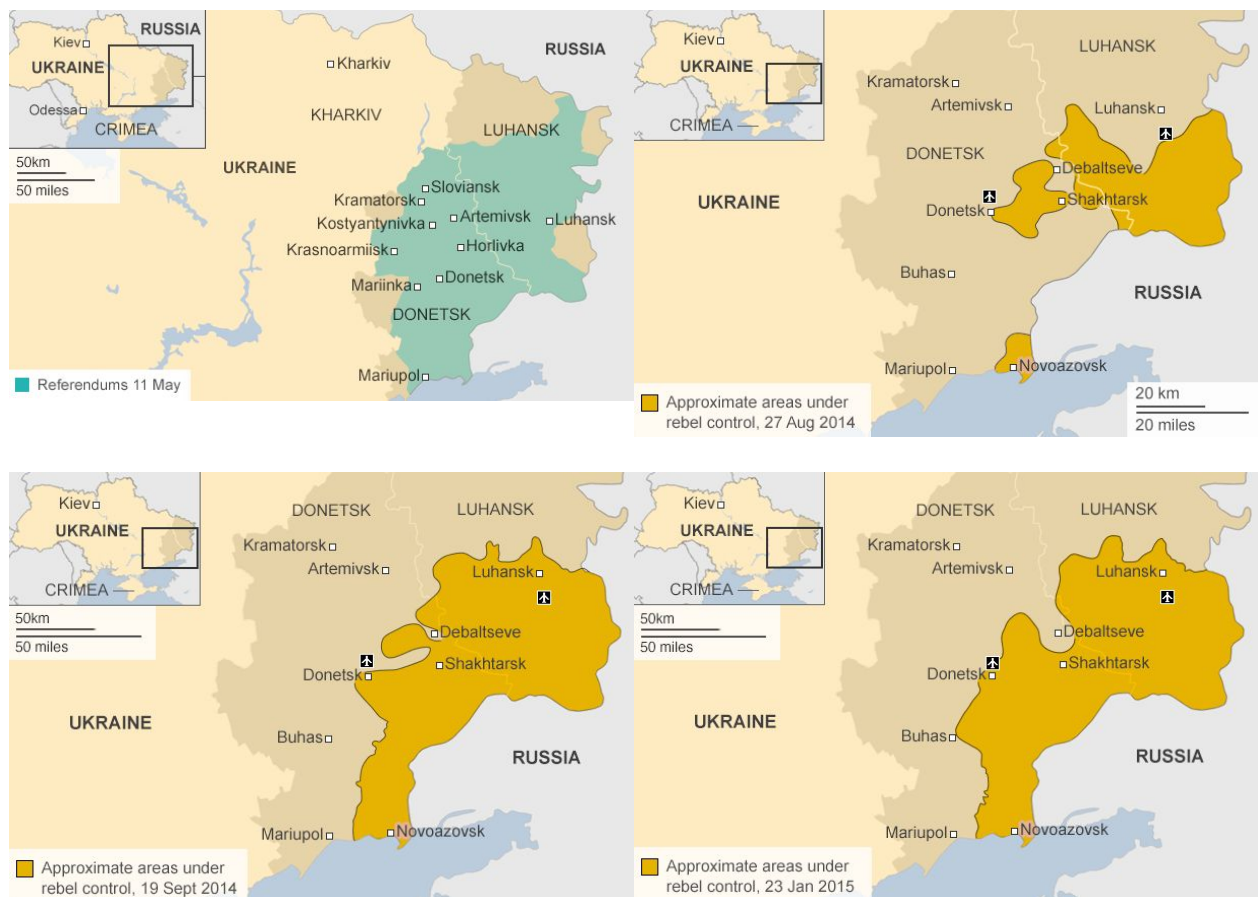 RUSSIA
Kiev
UKRAINE
Odessa
CRIMEA
50km
50 miles
RUSSIA
Kharkiv
KHARKIV
LUHANSK
UKRAINE
Sloviansk
Kramatorsk
Artemivsk
Luhansk
Kostyantynivka
Horlivka
Krasnoarmiisk
Donetsk
Mariinka
DONETSK
Mariupol
Referendums 11 May
Kiev
UKRAINE
CRIMEA
LUHANSK
Kramatorsk
Artemivsk
Luhansk
DONETSK
Debaltseve
UKRAINE
Shakhtarsk
Donetsk
Buhas
RUSSIA
Mariupol
Novoazovsk
Approximate areas under
rebel control, 27 Aug 2014
20 km
20 miles
Kiev
UKRAINE
CRIMEA
50km
50 miles
DONETSK
LUHANSK
Kramatorsk
Artemivsk
Luhansk
Debaltseve
Shakhtarsk
Donetsk
UKRAINE
Buhas
RUSSIA
Mariupol
Novoazovsk
Approximate areas under
rebel control, 19 Sept 2014
Kiev
UKRAINE
CRIMEA
50km
50 miles
DONETSK
LUHANSK
Kramatorsk
Artemivsk
Luhansk
Debaltseve
Shakhtarsk
Donetsk
UKRAINE
Buhas
RUSSIA
Mariupol
Novoazovsk
Approximate areas under
rebel control, 23 Jan 2015